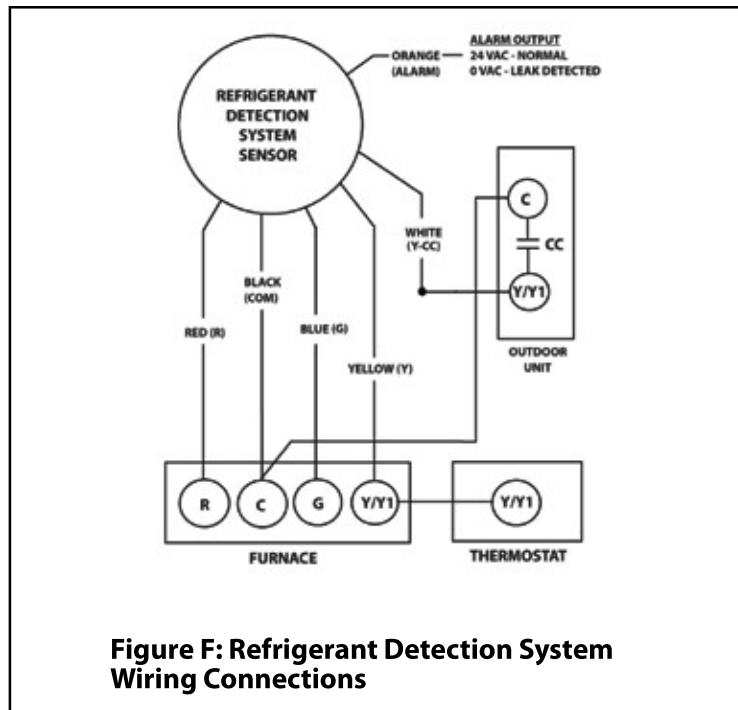 ALARM OUTPUT
ORANGE
(ALARM)
24 VAC - NORMAL
0 VAC - LEAK DETECTED
REFRIGERANT
DETECTION
SYSTEM
SENSOR
C
CC
Y/Y1
OUTDOOR
UNIT
WHITE
(Y-CC)
BLACK
(COM)
RED (R)
BLUE (G)
YELLOW (Y)
R
C
G
Y/Y1
FURNACE
Y/Y1
THERMOSTAT
Figure F: Refrigerant Detection System
Wiring Connections